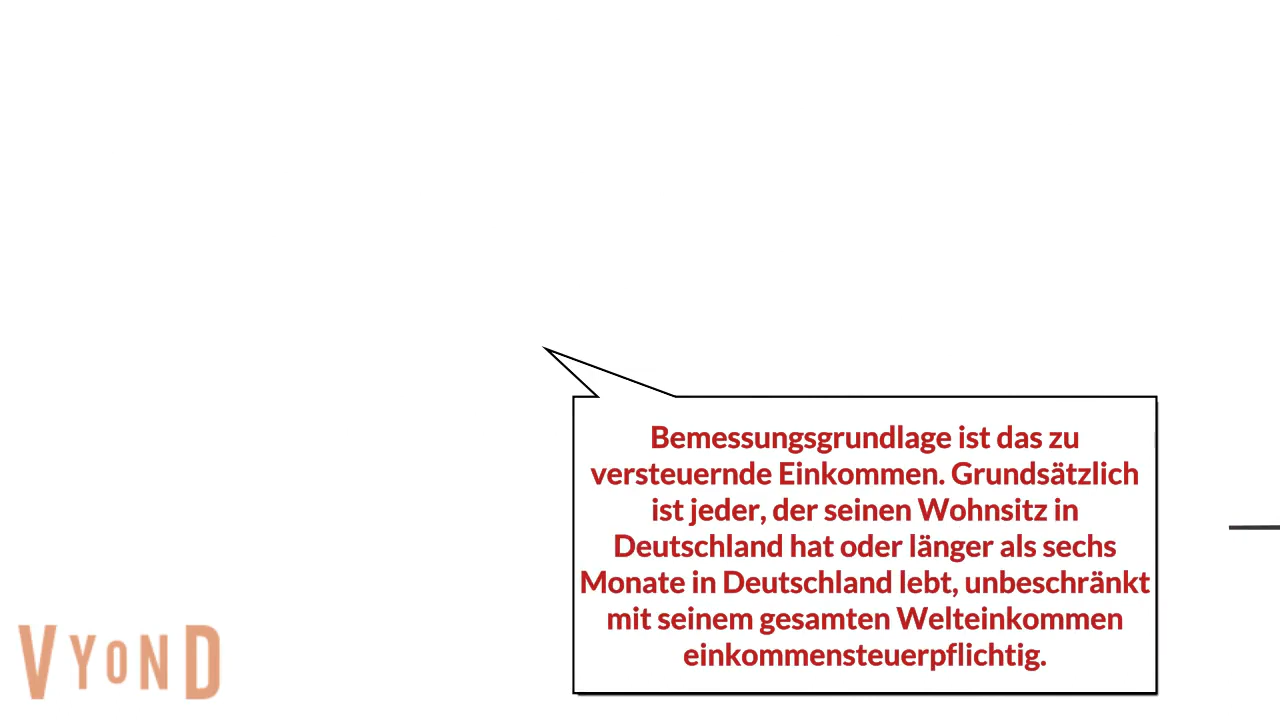 Bemessungsgrundlage ist das zu
versteuernde Einkommen. Grundsätzlich
ist jeder, der seinen Wohnsitz in
Deutschland hat oder länger als sechs
Monate in Deutschland lebt, unbeschränkt
mit seinem gesamten Welteinkommen
einkommensteuerpflichtig.
VYOND